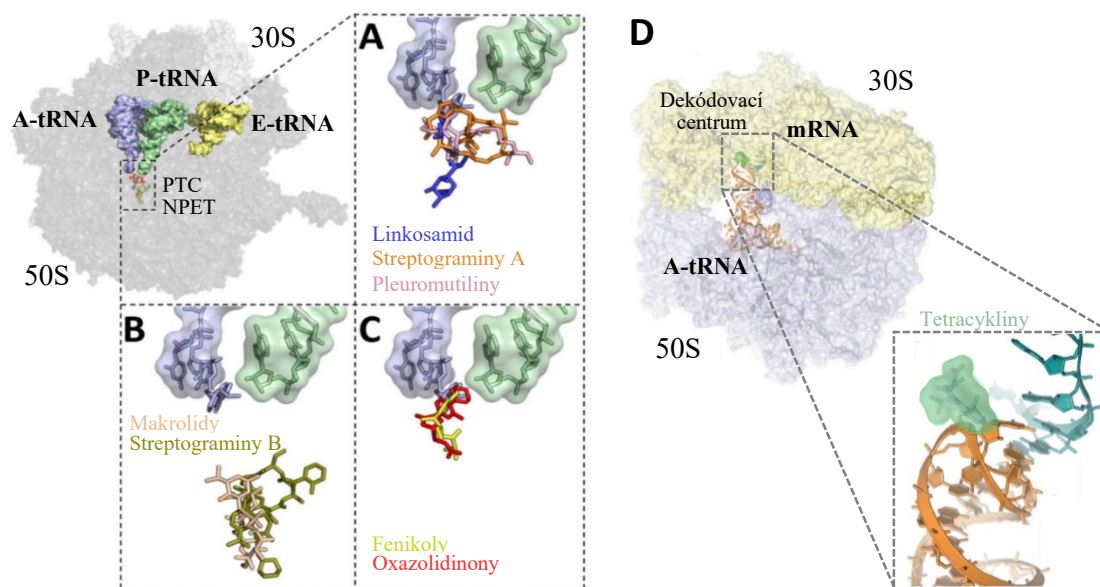 30S
P-tRNA
A-tRNA
E-tRNA
PTC
NPET
50S
A
Linkosamid
Streptograminy A
Pleuromutiliny
B
Makrolidy
Streptograminy B
C
Fenikoly
Oxazolidinony
D
30S
Dekódovací
centrum
mRNA
A-tRNA
50S
Tetracykliny